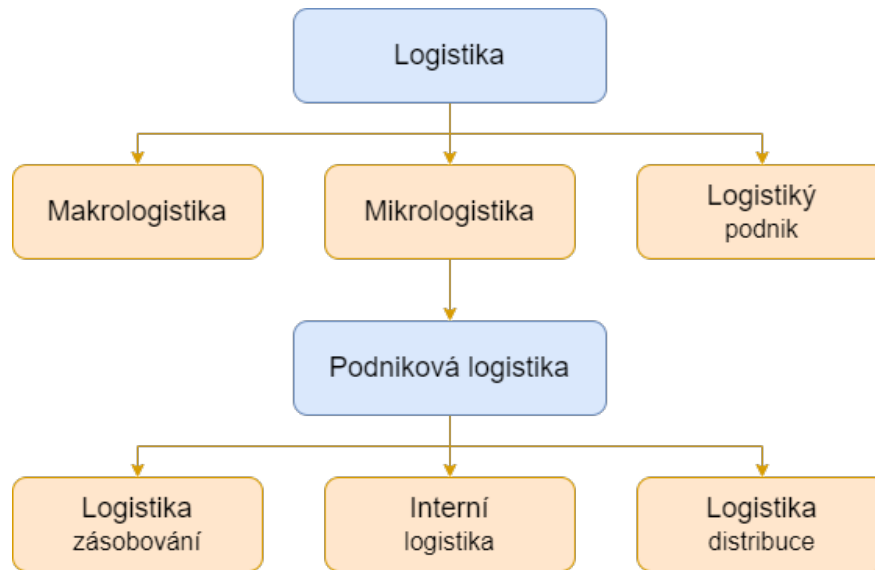 Logistika
Makrologistika
Mikrologistika
Logistiký
podnik
Podniková logistika
Logistika
zásobování
Interní
logistika
Logistika
distribuce